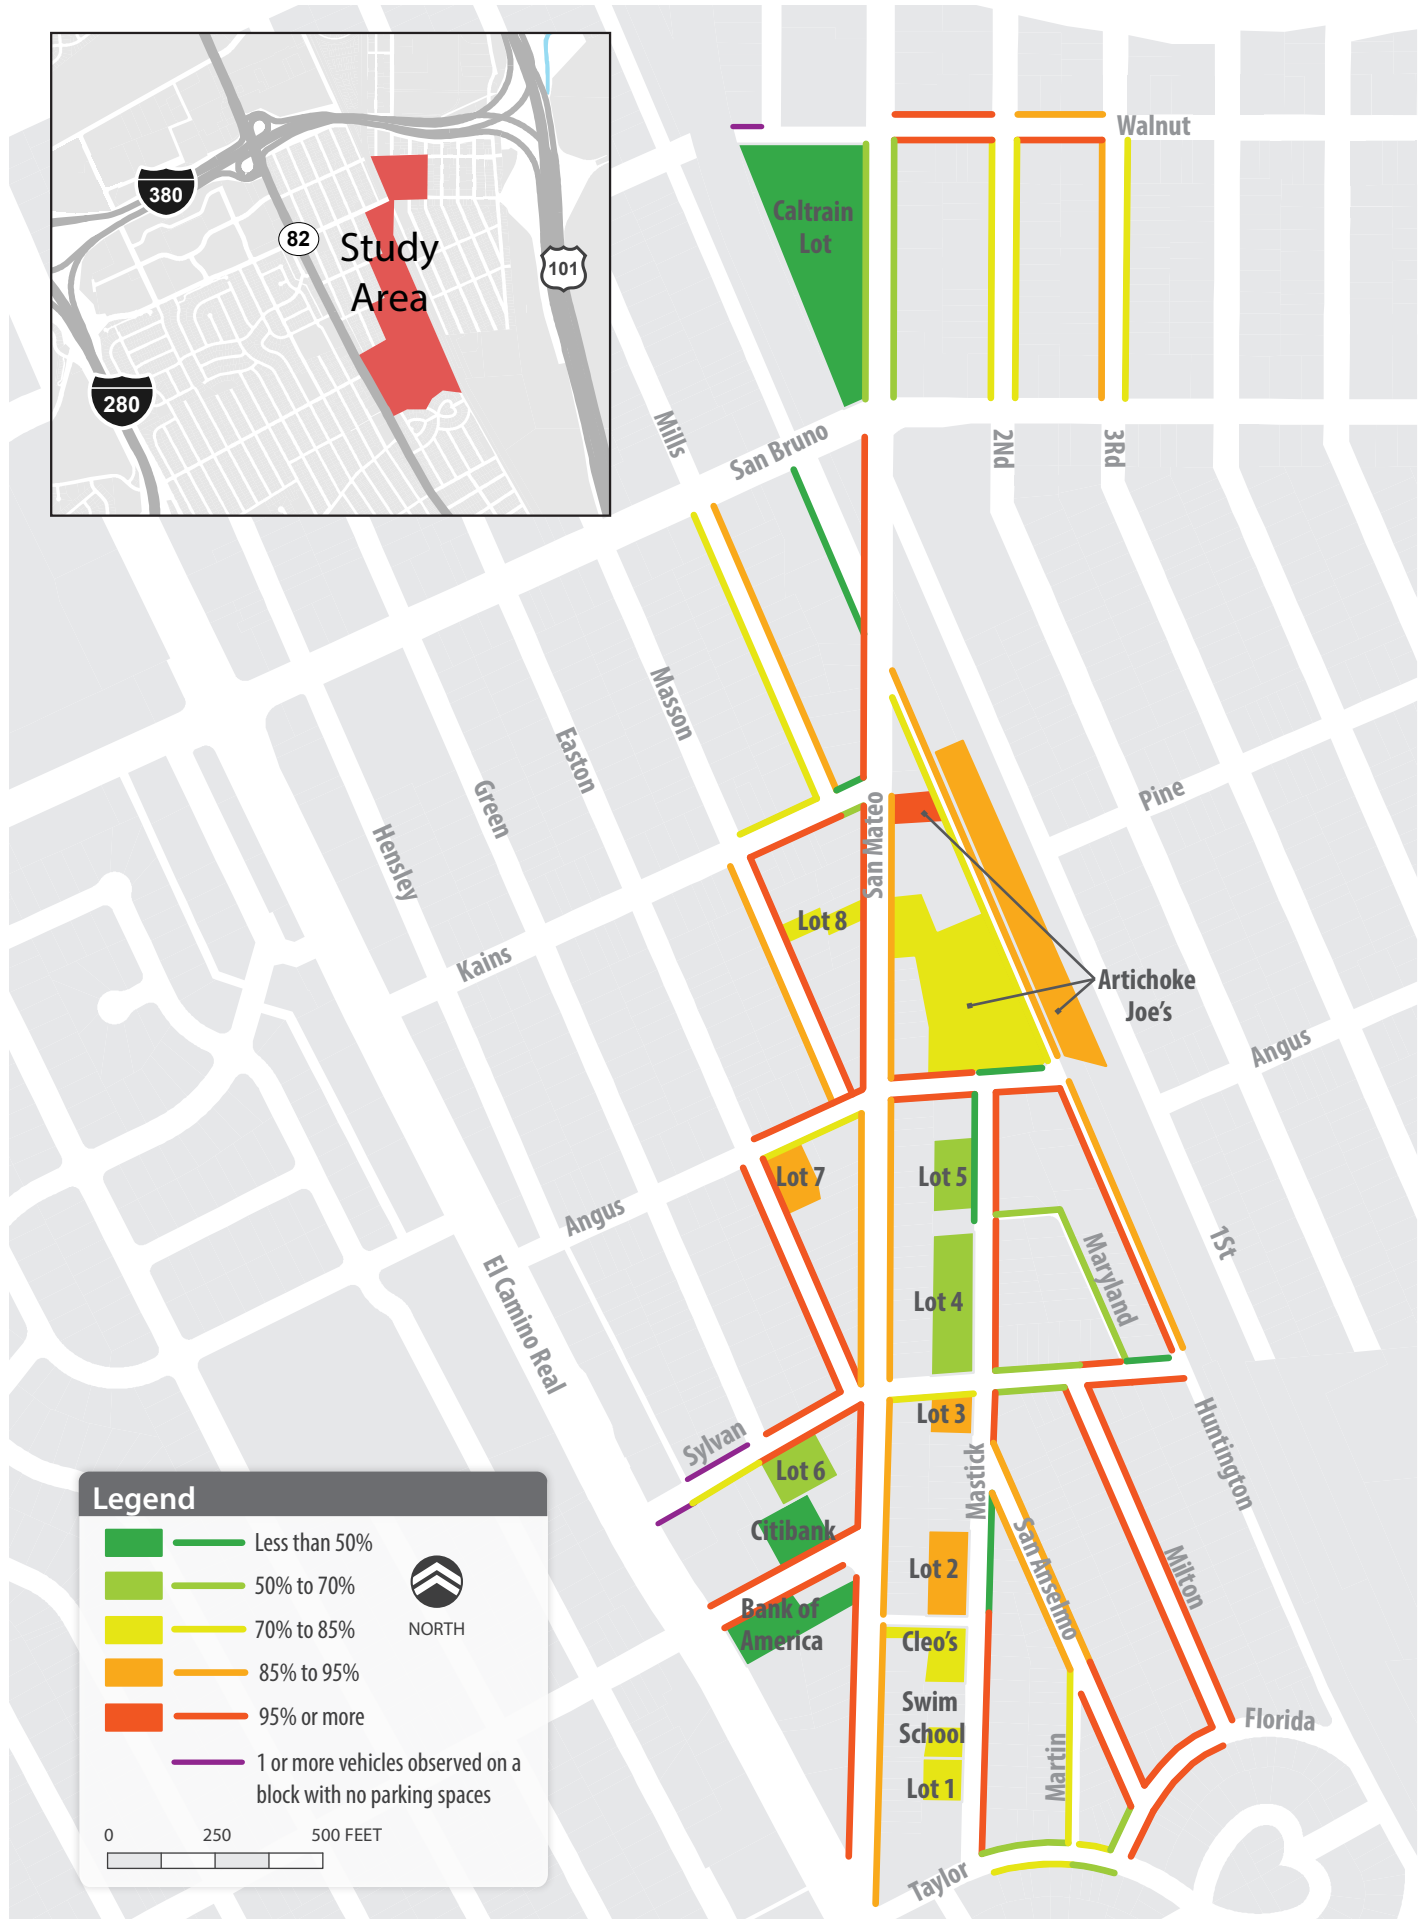 380
82
Study
Area
101
280
Walnut
Caltrain
Lot
Mills
San Bruno
2Nd
3Rd
Masson
Easton
Green
Hensley
San Mateo
Pine
Lot 8
Kains
Artichoke
Joe's
Angus
Lot 7
Lot 5
Angus
1St
Maryland
Lot 4
El Camino Real
Lot 3
Sylvan
Huntington
Mastick
Lot 6
Citibank
San Anselmo
Lot 2
Milton
Bank of
America
Cleo's
Swim
School
Florida
Martin
Lot 1
Taylor
Legend
Less than 50%
50% to 70%
70% to 85%
85% to 95%
95% or more
1 or more vehicles observed on a
block with no parking spaces
NORTH
0 250 500 FEET